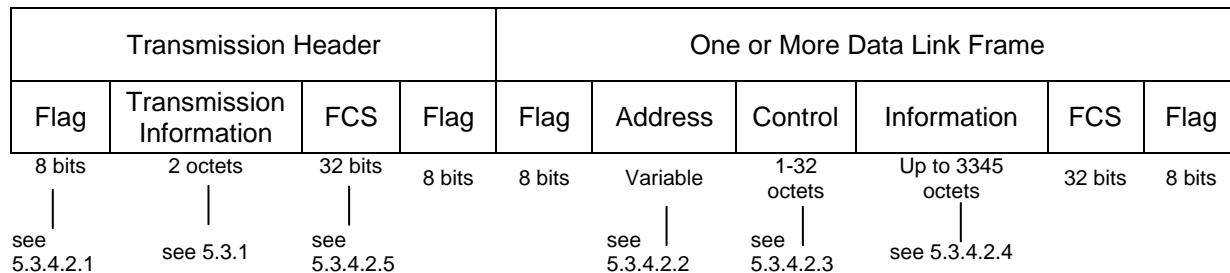 Transmission Header One or More Data Link Frame
Flag Transmission Information FCS Flag Flag Address Control Information FCS Flag
8 bits 2 octets 32 bits 8 bits 8 bits Variable 1-32 octets Up to 3345 octets 32 bits 8 bits
see 5.3.4.2.1 see 5.3.1 see 5.3.4.2.5 see 5.3.4.2.2 see 5.3.4.2.3 see 5.3.4.2.4